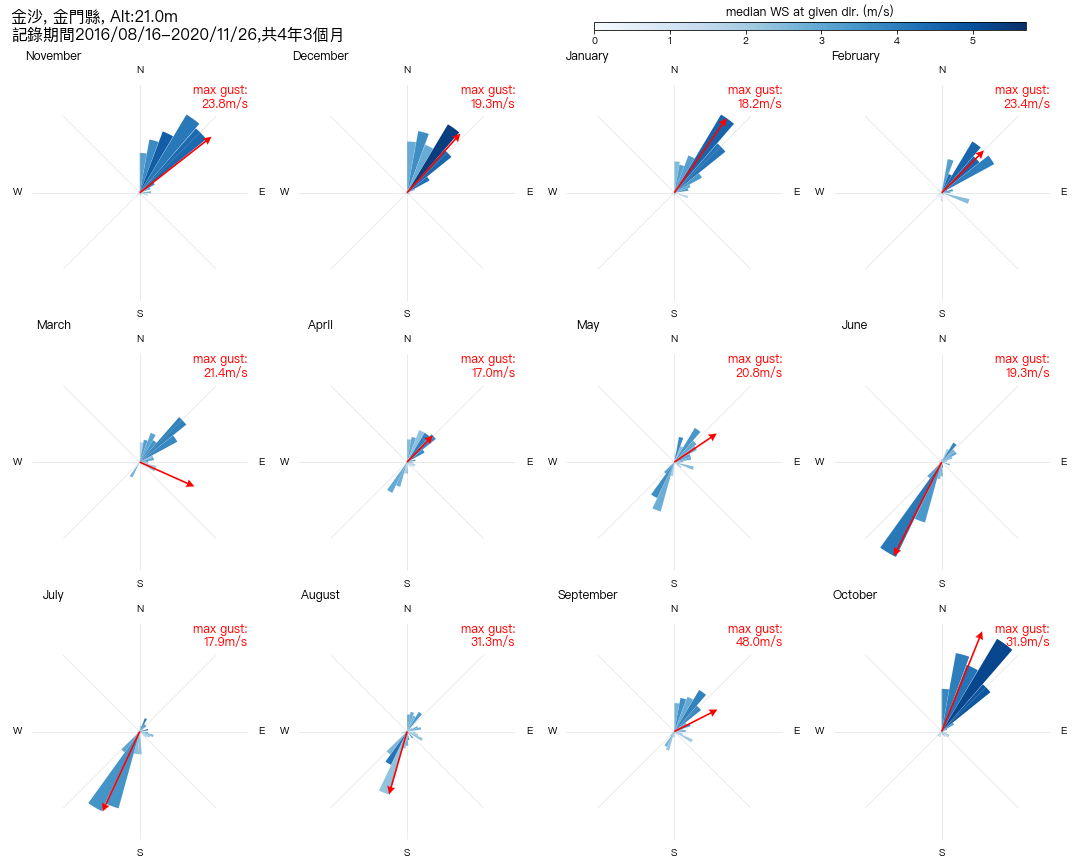 金沙, 金門縣, Alt:21.0m
記錄期間2016/08/16−2020/11/26,共4年3個月
median WS at given dir. (m/s)
0 1 2 3 4 5
November
N
max gust:
23.8m/s
W E
S
December
N
max gust:
19.3m/s
W E
S
January
N
max gust:
18.2m/s
W E
S
February
N
max gust:
23.4m/s
W E
S
March
N
max gust:
21.4m/s
W E
S
April
N
max gust:
17.0m/s
W E
S
May
N
max gust:
20.8m/s
W E
S
June
N
max gust:
19.3m/s
W E
S
July
N
max gust:
17.9m/s
W E
S
August
N
max gust:
31.3m/s
W E
S
September
N
max gust:
48.0m/s
W E
S
October
N
max gust:
31.9m/s
W E
S